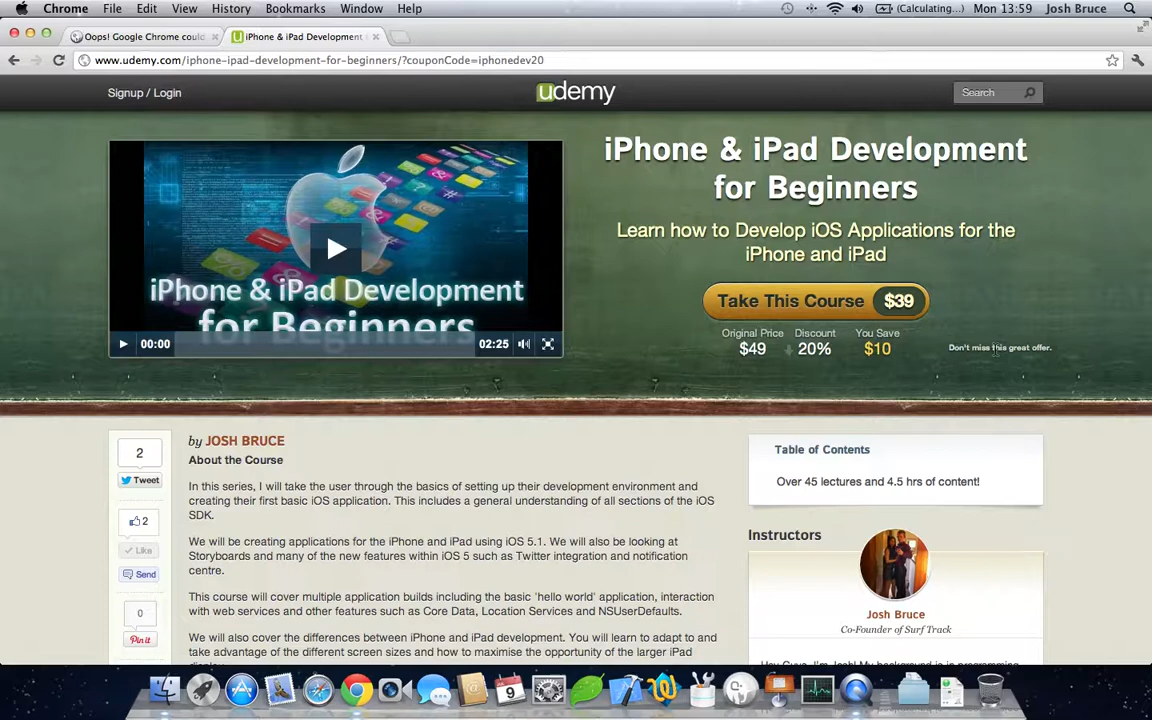 Chrome File Edit View History Bookmarks Window Help (Calculating...) Mon 13:59 Josh Bruce
Oops! Google Chrome could
iPhone & iPad Development
www.udemy.com/iphone-ipad-development-for-beginners/?couponCode=iphonedev20
Signup / Login
udemy
Search
iPhone & iPad Development
for Beginners
iPhone & iPad Development
for Beginners
Learn how to Develop iOS Applications for the
iPhone and iPad
Take This Course $39
Original Price Discount You Save
$49 20% $10
Don't miss this great offer.
00:00 02:25
2
Tweet
2
Like
Send
0
Pin it
by JOSH BRUCE
About the Course
In this series, I will take the user through the basics of setting up their development environment and
creating their first basic iOS application. This includes a general understanding of all sections of the iOS
SDK.
We will be creating applications for the iPhone and iPad using iOS 5.1. We will also be looking at
Storyboards and many of the new features within iOS 5 such as Twitter integration and notification
centre.
This course will cover multiple application builds including the basic 'hello world' application, interaction
with web services and other features such as Core Data, Location Services and NSUserDefaults.
We will also cover the differences between iPhone and iPad development. You will learn to adapt to and
take advantage of the different screen sizes and how to maximise the opportunity of the larger iPad
Table of Contents
Over 45 lectures and 4.5 hrs of content!
Instructors
Josh Bruce
Co-Founder of Surf Track
Hey Guys, I'm Josh! My background is in programming
9